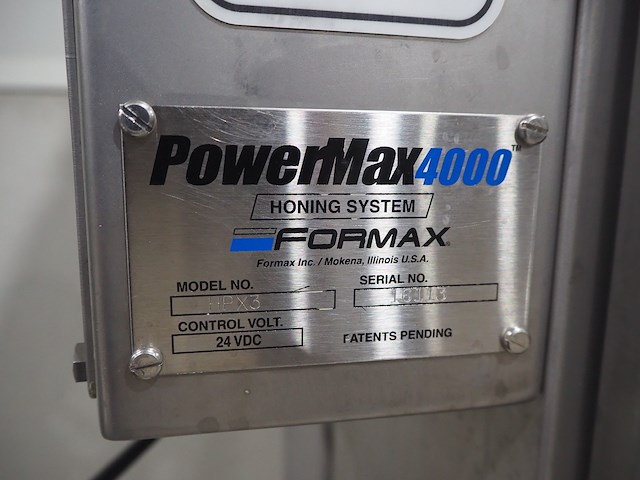 PowerMax4000™
HONING SYSTEM
FORMAX®
Formax Inc. / Mokena, Illinois U.S.A.
MODEL NO.
SERIAL NO.
CONTROL VOLT.
24 VDC
PATENTS PENDING